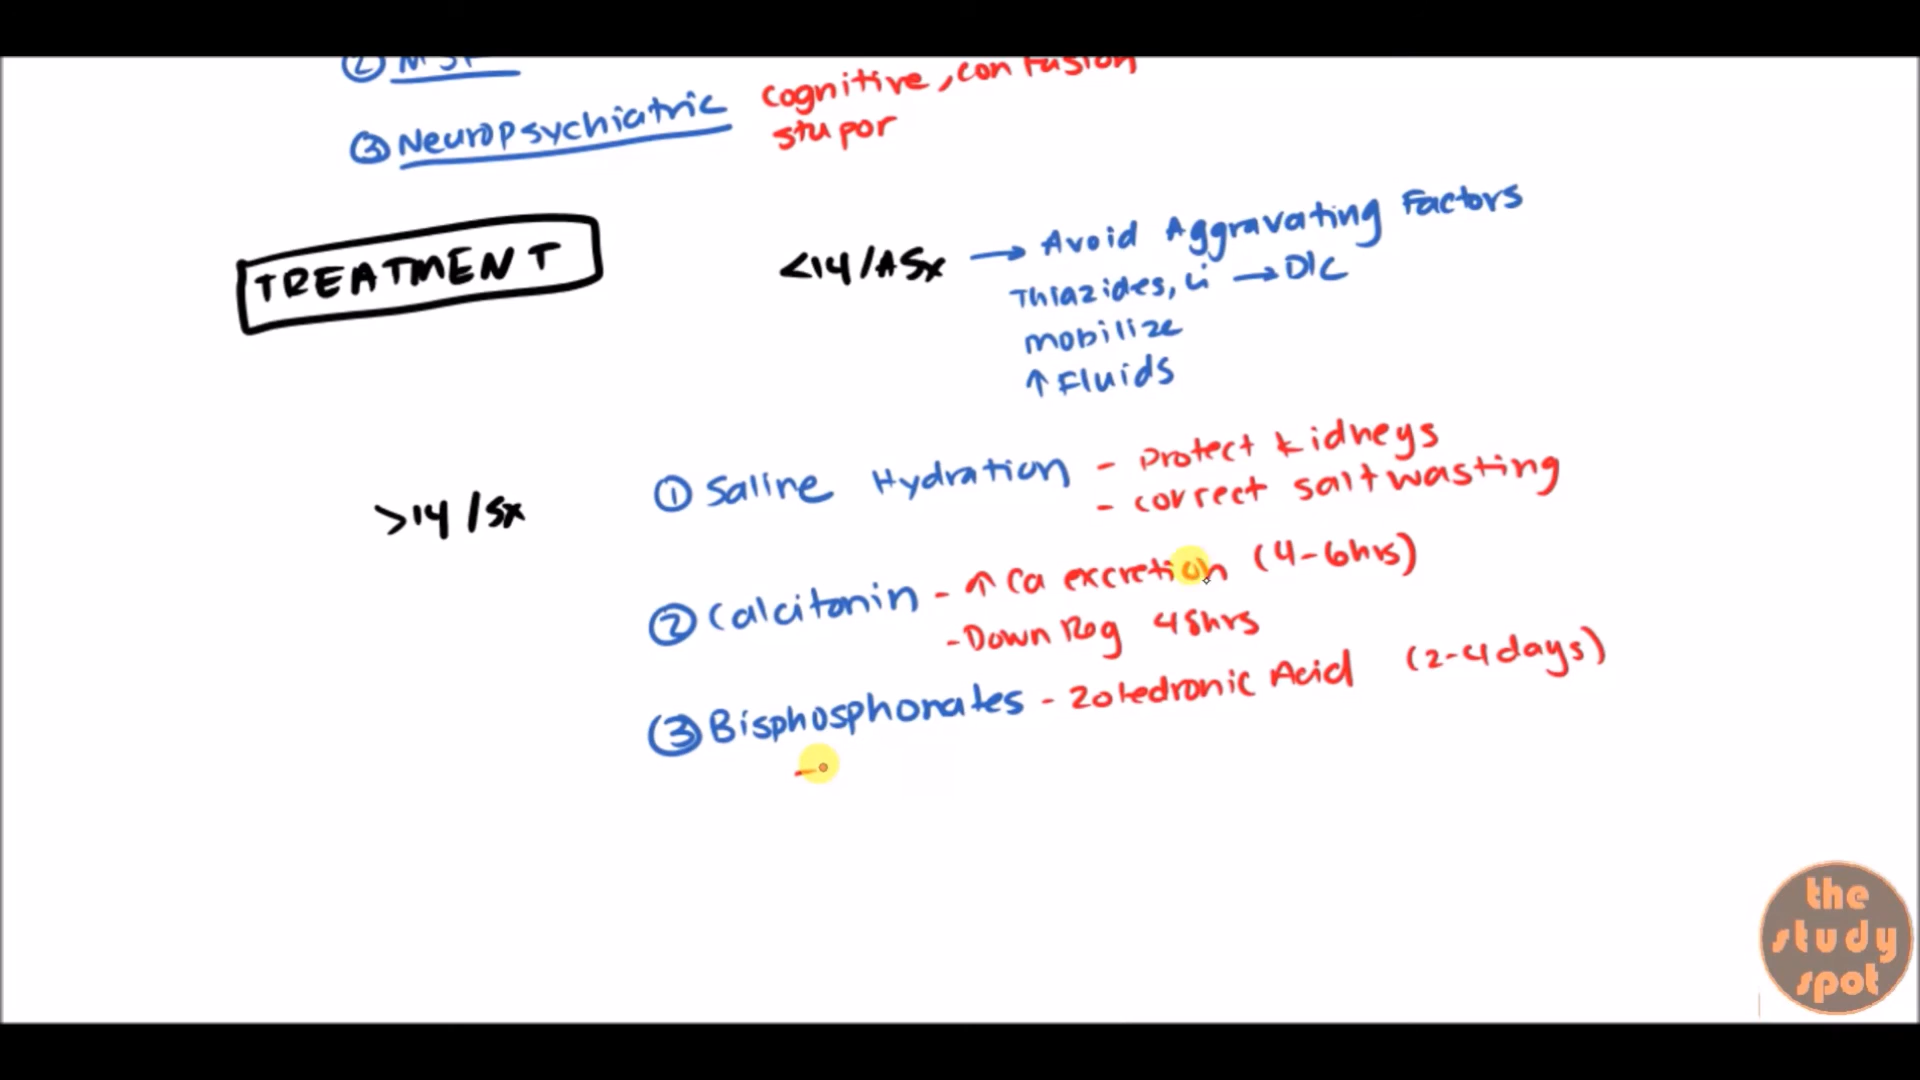 ②
③ Neuropsychiatric cognitive, confusion
stupor
TREATMENT
<14/ASx → Avoid Aggravating Factors
Thiazides, Li → D/C
mobilize
↑ Fluids
>14/Sx
① Saline Hydration - Protect kidneys
- correct salt wasting
② Calcitonin - ↑ Ca excretion (4-6hrs)
- Down Reg 48hrs
③ Bisphosphonates - Zoledronic Acid (2-4days)
the
study
spot